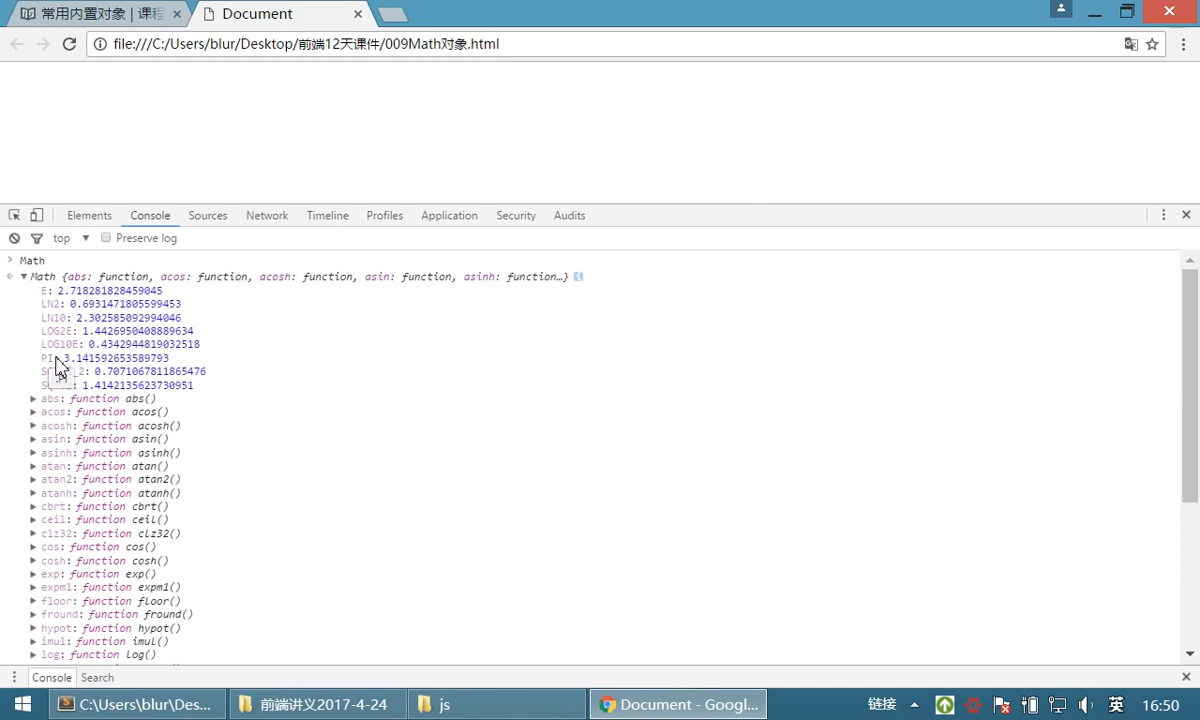 常用内置对象 | 课程
Document
file:///C:/Users/blur/Desktop/前端12天课件/009Math对象.html
Elements Console Sources Network Timeline Profiles Application Security Audits
top Preserve log
Math
Math {abs: function, acos: function, acosh: function, asin: function, asinh: function…}
E: 2.718281828459045
LN2: 0.6931471805599453
LN10: 2.302585092994046
LOG2E: 1.4426950408889634
LOG10E: 0.4342944819032518
PI: 3.141592653589793
2: 0.7071067811865476
1.4142135623730951
abs: function abs()
acos: function acos()
acosh: function acosh()
asin: function asin()
asinh: function asinh()
atan: function atan()
atan2: function atan2()
atanh: function atanh()
cbrt: function cbrt()
ceil: function ceil()
clz32: function clz32()
cos: function cos()
cosh: function cosh()
exp: function exp()
expm1: function expm1()
floor: function floor()
fround: function fround()
hypot: function hypot()
imul: function imul()
log: function log()
Console Search
C:\Users\blur\Des... 前端讲义2017-4-24 js Document - Googl... 链接 英 16:50